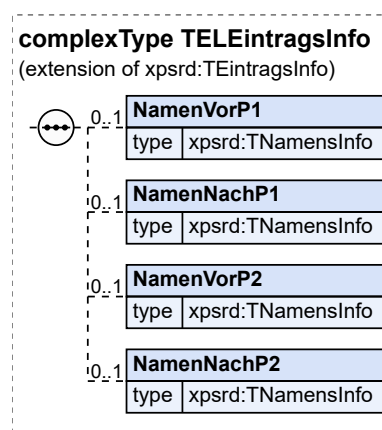 complexType TELEintragsInfo
(extension of xpsrd:TEintragsInfo)
0..1 NamenVorP1
type xpsrd:TNamensInfo
0..1 NamenNachP1
type xpsrd:TNamensInfo
0..1 NamenVorP2
type xpsrd:TNamensInfo
0..1 NamenNachP2
type xpsrd:TNamensInfo